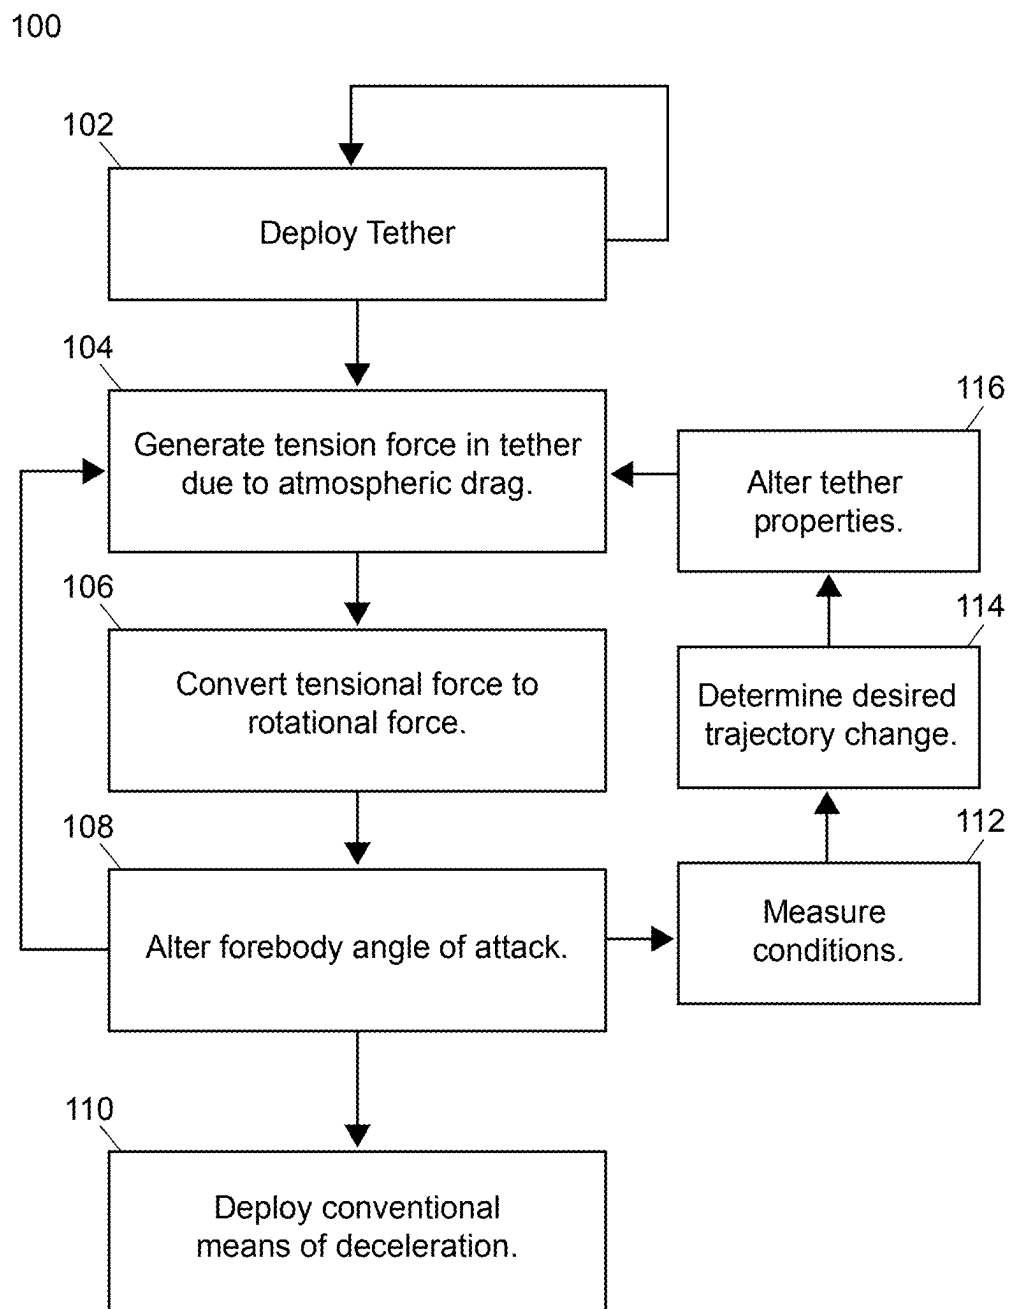 100
102
Deploy Tether
104
Generate tension force in tether
due to atmospheric drag.
116
Alter tether
properties.
106
Convert tensional force to
rotational force.
114
Determine desired
trajectory change.
108
Alter forebody angle of attack.
112
Measure
conditions.
110
Deploy conventional
means of deceleration.